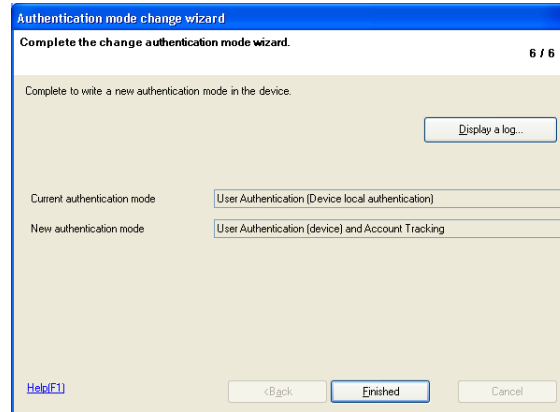 Authentication mode change wizard
Complete the change authentication mode wizard.
6 / 6
Complete to write a new authentication mode in the device.
Display a log...
Current authentication mode
User Authentication (Device local authentication)
New authentication mode
User Authentication (device) and Account Tracking
Help(F1)
<Back
Finished
Cancel